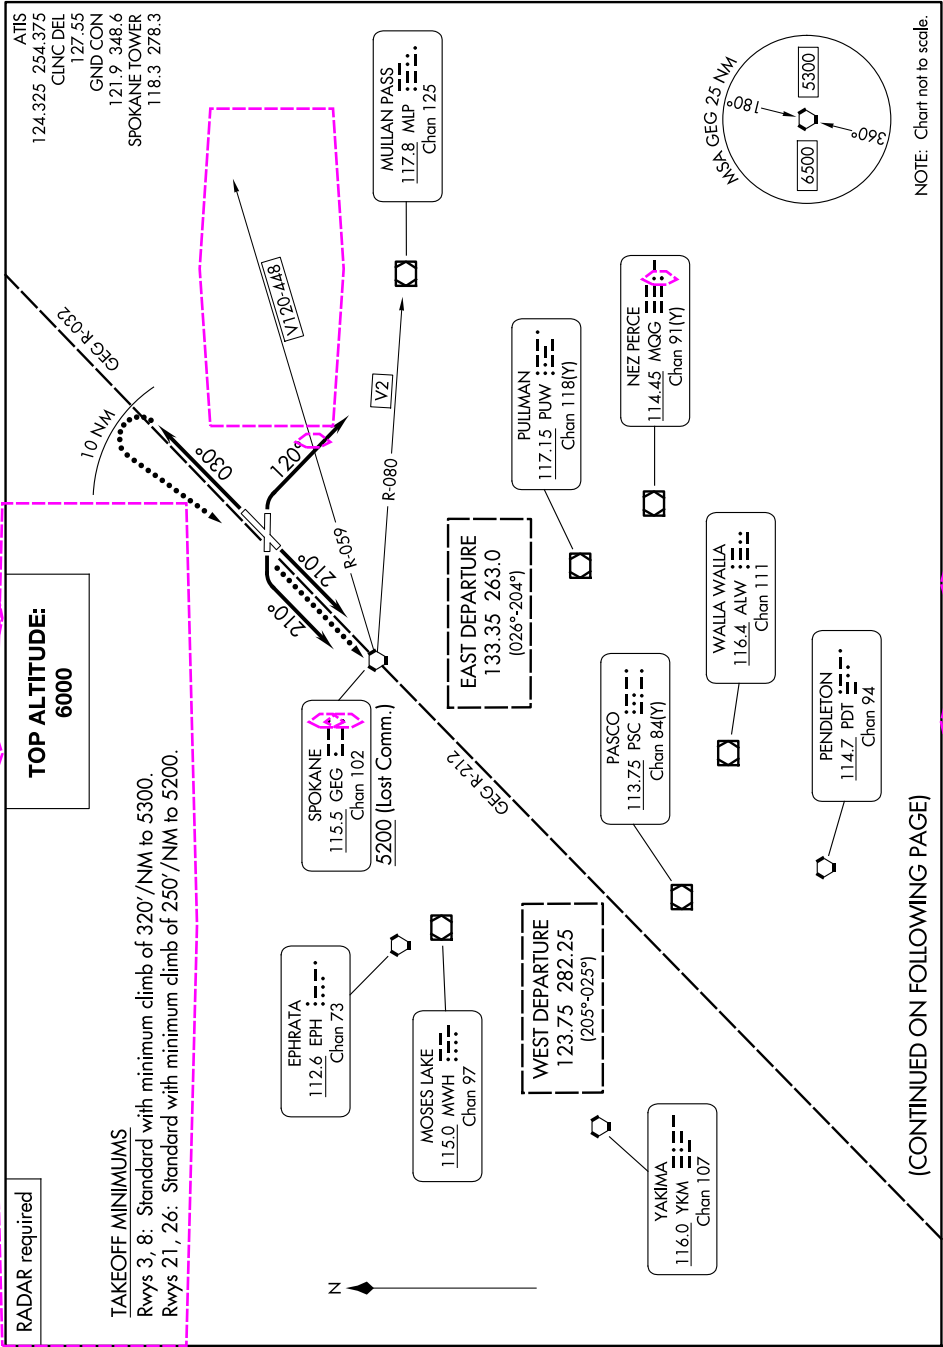 RADAR required
TOP ALTITUDE:
6000
ATIS
124.325 254.375
CLNC DEL
127.55
GND CON
121.9 348.6
SPOKANE TOWER
118.3 278.3
TAKEOFF MINIMUMS
Rwys 3, 8: Standard with minimum climb of 320'/NM to 5300.
Rwys 21, 26: Standard with minimum climb of 250'/NM to 5200.
10 NM
GEG R-032
030°
120°
210°
210°
V120-448
R-059
R-080
V2
MULLAN PASS
117.8 MLP
Chan 125
SPOKANE
115.5 GEG
Chan 102
5200 (Lost Comm.)
EPHRATA
112.6 EPH
Chan 73
MOSES LAKE
115.0 MWH
Chan 97
GEG R-212
EAST DEPARTURE
133.35 263.0
(026°-204°)
WEST DEPARTURE
123.75 282.25
(205°-025°)
PULLMAN
117.15 PUW
Chan 118(Y)
NEZ PERCE
114.45 MQG
Chan 91(Y)
WALLA WALLA
116.4 ALW
Chan 111
PASCO
113.75 PSC
Chan 84(Y)
PENDLETON
114.7 PDT
Chan 94
YAKIMA
116.0 YKM
Chan 107
N
MSA GEG 25 NM
180°
360°
5300
6500
NOTE: Chart not to scale.
(CONTINUED ON FOLLOWING PAGE)